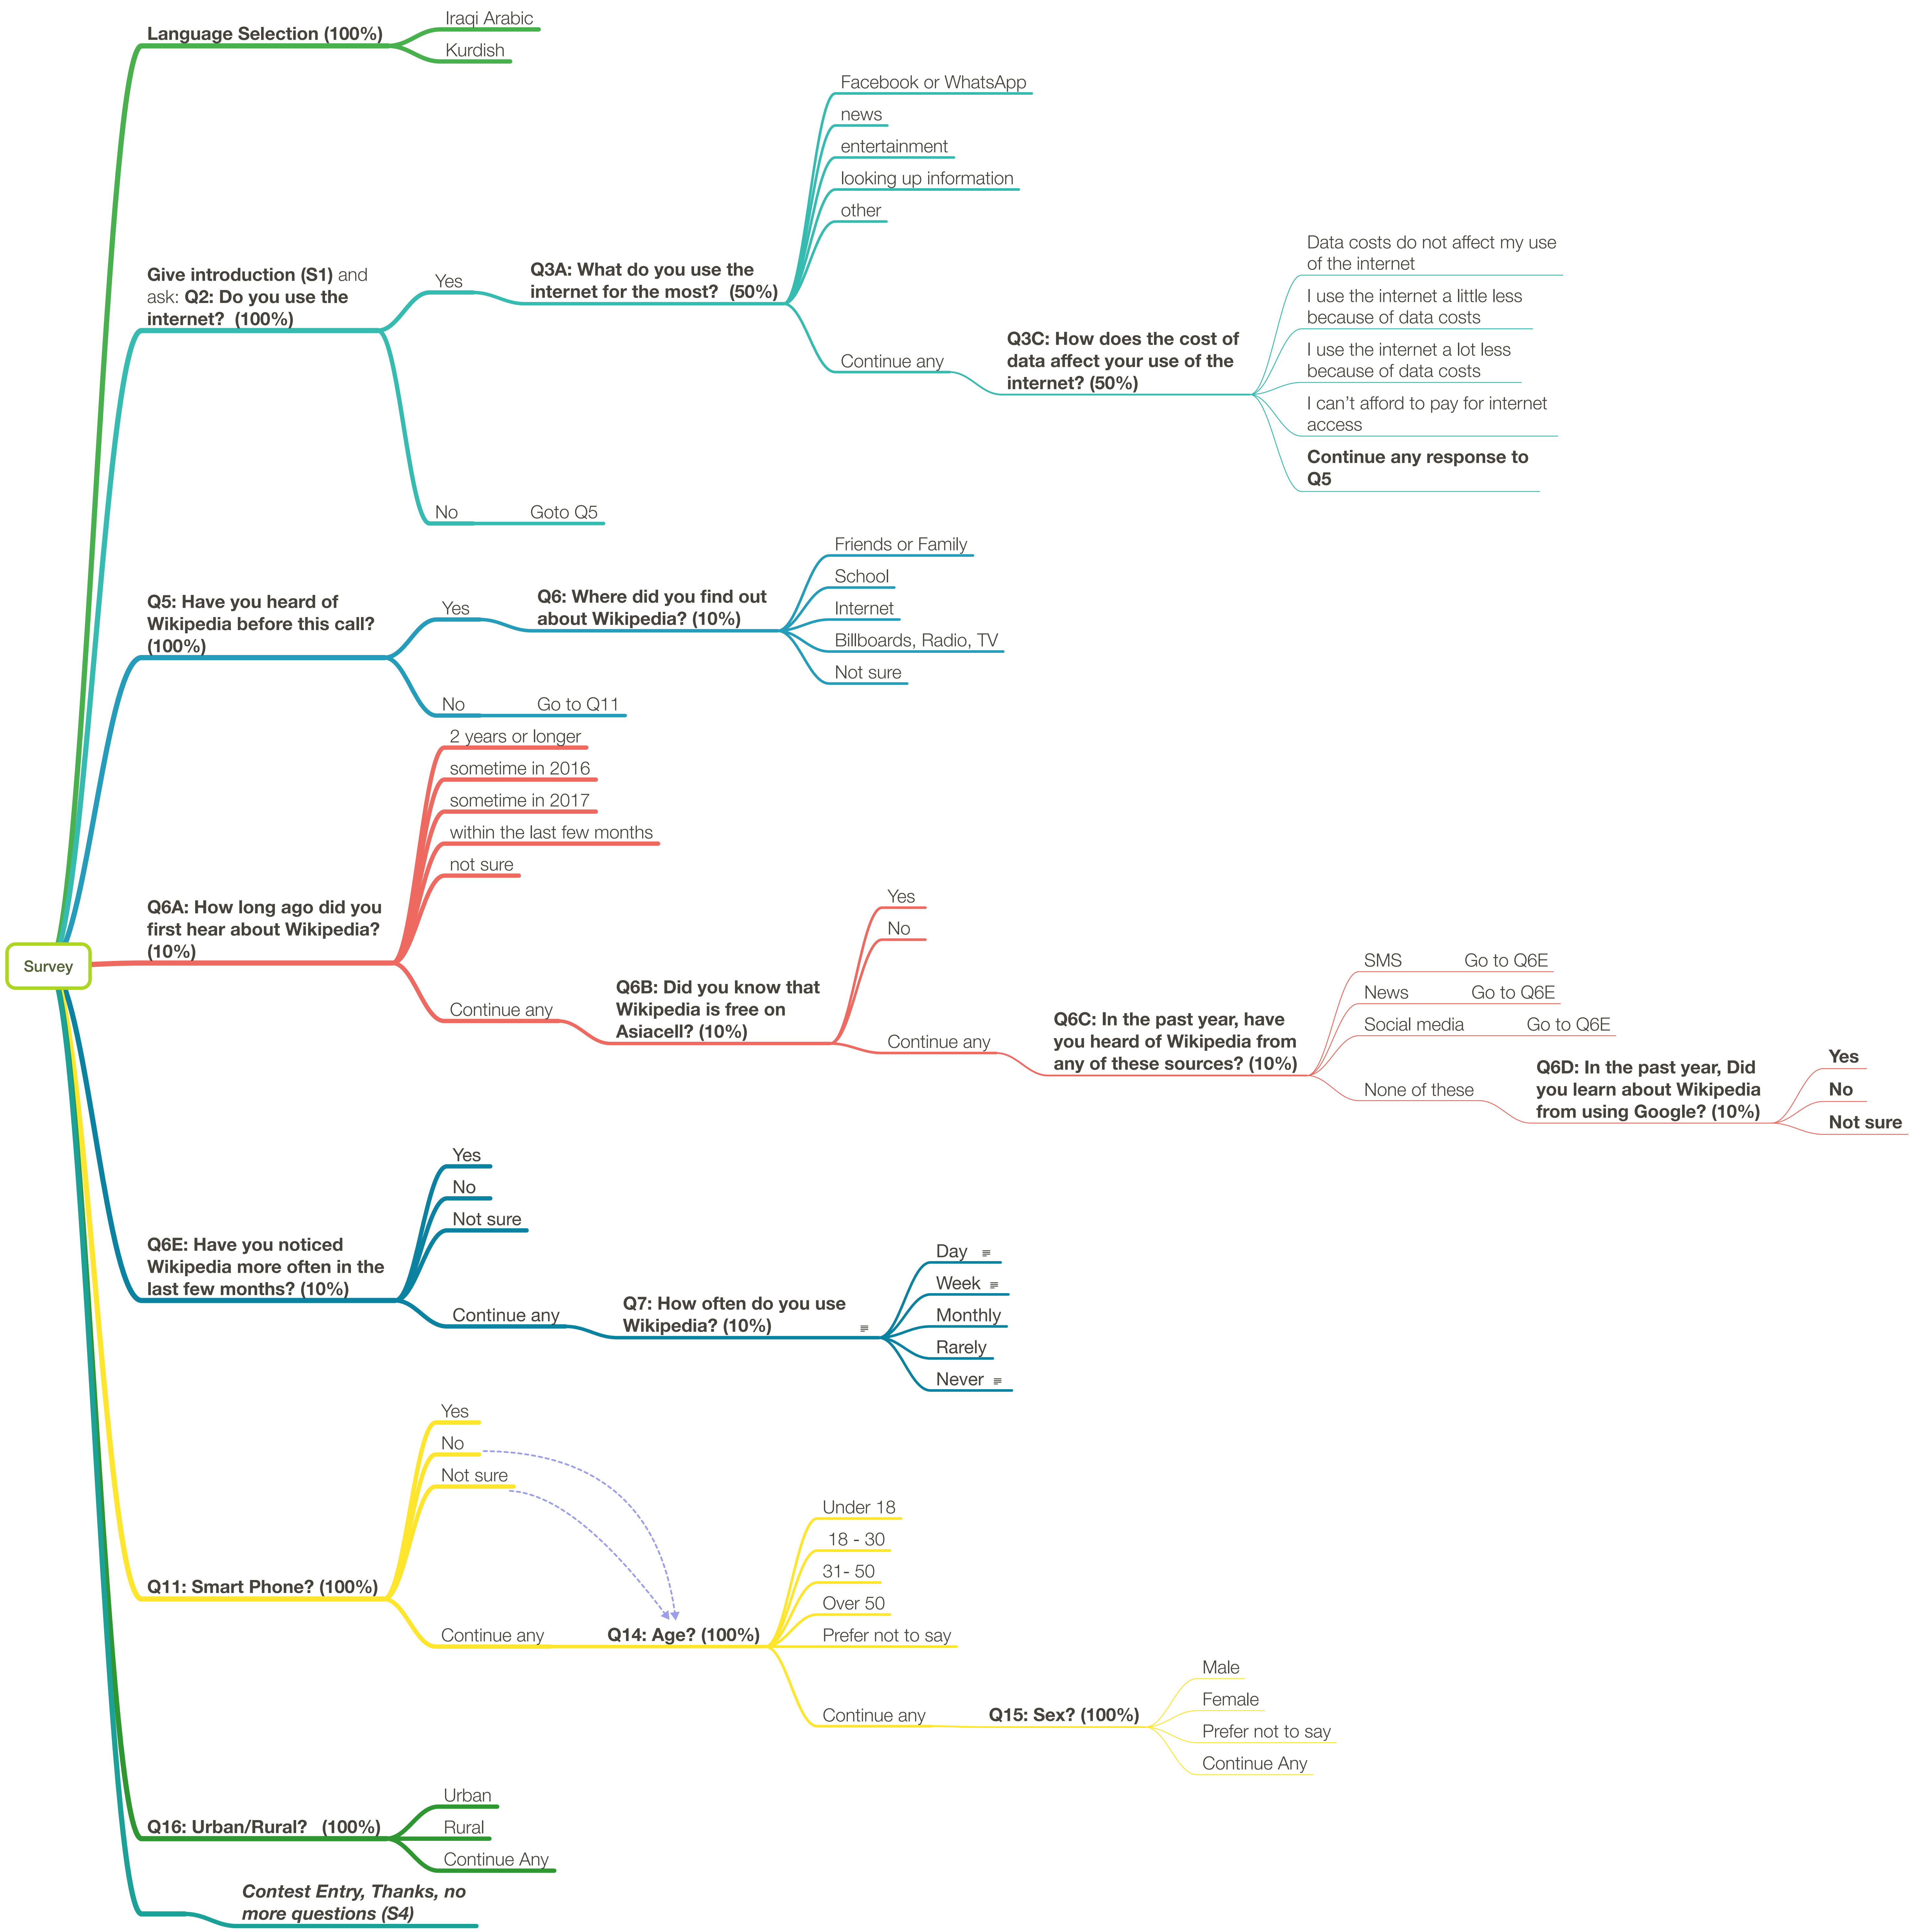 Language Selection (100%)
Iraqi Arabic
Kurdish
Give introduction (S1) and
ask: Q2: Do you use the
internet?  (100%)
Yes
Q3A: What do you use the
internet for the most?  (50%)
Facebook or WhatsApp
news
entertainment
looking up information
other
Continue any
Q3C: How does the cost of
data affect your use of the
internet? (50%)
Data costs do not affect my use
of the internet
I use the internet a little less
because of data costs
I use the internet a lot less
because of data costs
I can’t afford to pay for internet
access
Continue any response to
Q5
No
Goto Q5
Q5: Have you heard of
Wikipedia before this call?
(100%)
Yes
Q6: Where did you find out
about Wikipedia? (10%)
Friends or Family
School
Internet
Billboards, Radio, TV
Not sure
No
Go to Q11
Survey
Q6A: How long ago did you
first hear about Wikipedia?
(10%)
2 years or longer
sometime in 2016
sometime in 2017
within the last few months
not sure
Continue any
Q6B: Did you know that
Wikipedia is free on
Asiacell? (10%)
Yes
No
Continue any
Q6C: In the past year, have
you heard of Wikipedia from
any of these sources? (10%)
SMS
Go to Q6E
News
Go to Q6E
Social media
Go to Q6E
None of these
Q6D: In the past year, Did
you learn about Wikipedia
from using Google? (10%)
Yes
No
Not sure
Q6E: Have you noticed
Wikipedia more often in the
last few months? (10%)
Yes
No
Not sure
Continue any
Q7: How often do you use
Wikipedia? (10%)
Day
Week
Monthly
Rarely
Never
Q11: Smart Phone? (100%)
Yes
No
Not sure
Continue any
Q14: Age? (100%)
Under 18
18 - 30
31- 50
Over 50
Prefer not to say
Continue any
Q15: Sex? (100%)
Male
Female
Prefer not to say
Continue Any
Q16: Urban/Rural?   (100%)
Urban
Rural
Continue Any
Contest Entry, Thanks, no
more questions (S4)